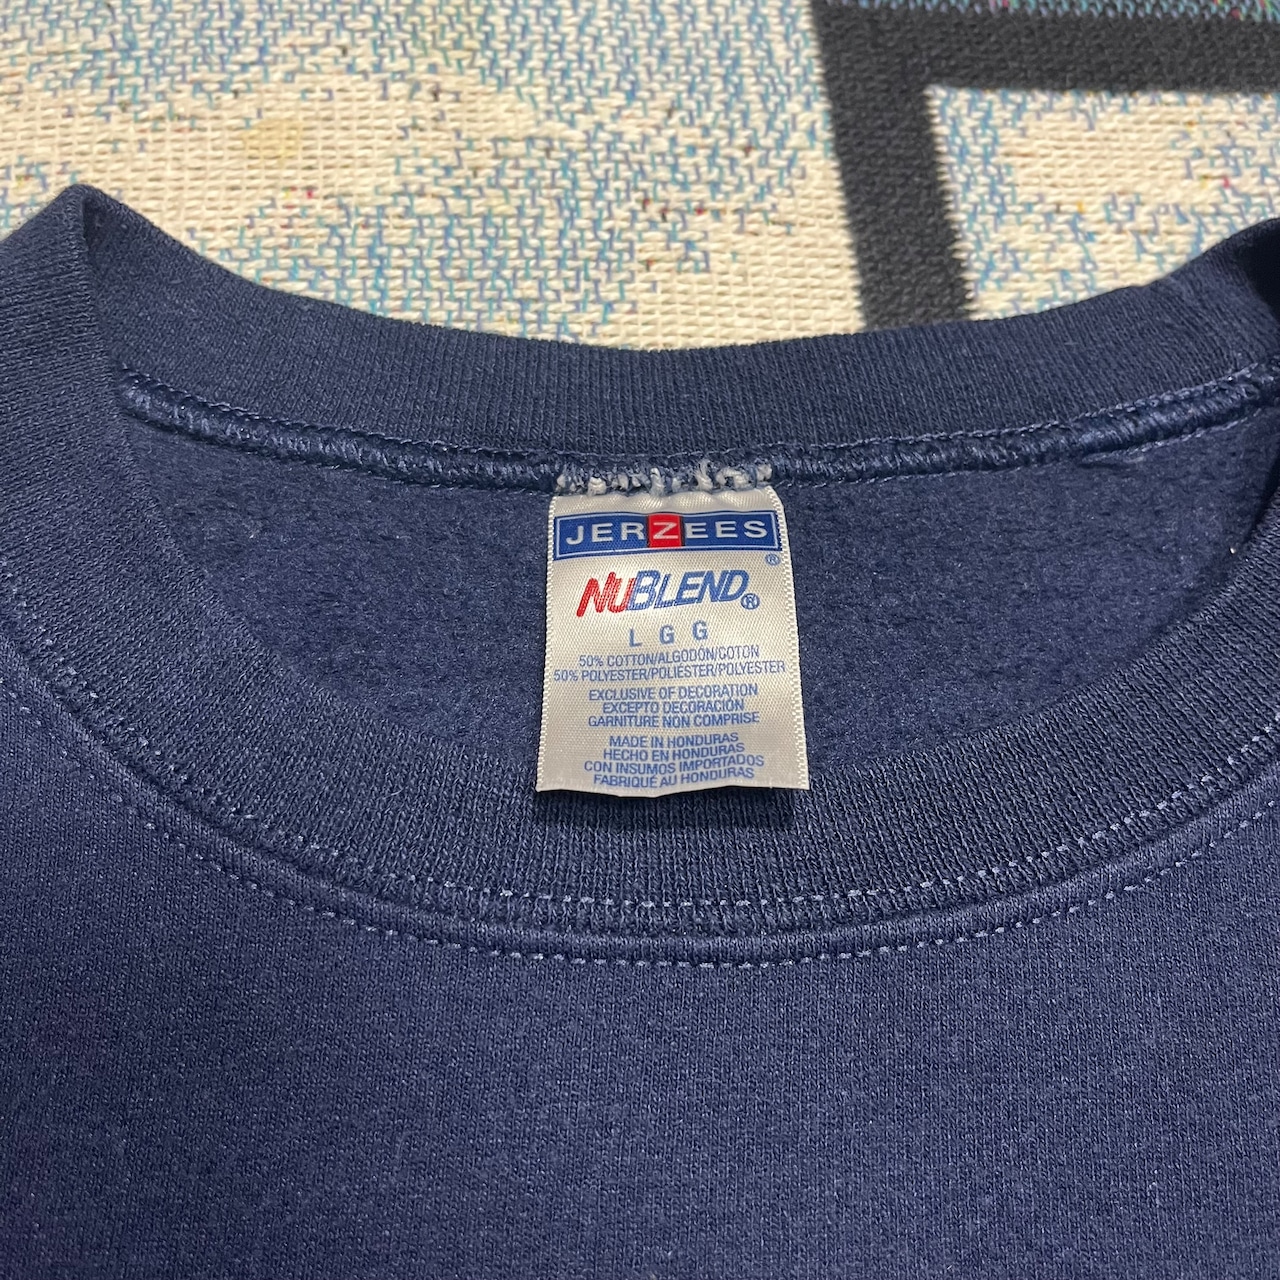 JERZEES
®
NUBLEND®
L G G
50% COTTON/ALGODÓN/COTON
50% POLYESTER/POLIÉSTER/POLYESTER
EXCLUSIVE OF DECORATION
EXCEPTO DECORACIÓN
GARNITURE NON COMPRISE
MADE IN HONDURAS
HECHO EN HONDURAS
CON INSUMOS IMPORTADOS
FABRIQUÉ AU HONDURAS